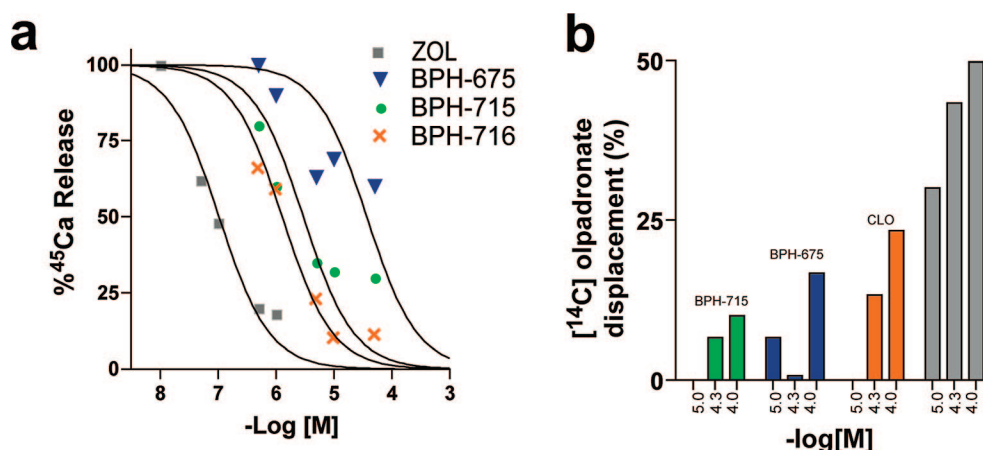 a
ZOL
BPH-675
BPH-715
BPH-716
100
75
50
25
0
%⁴⁵Ca Release
8 7 6 5 4 3
-Log [M]
b
[¹⁴C] olpadronate
displacement (%)
50
25
0
BPH-715
BPH-675
CLO
5.0 4.3 4.0 5.0 4.3 4.0 5.0 4.3 4.0 5.0 4.3 4.0
-log[M]